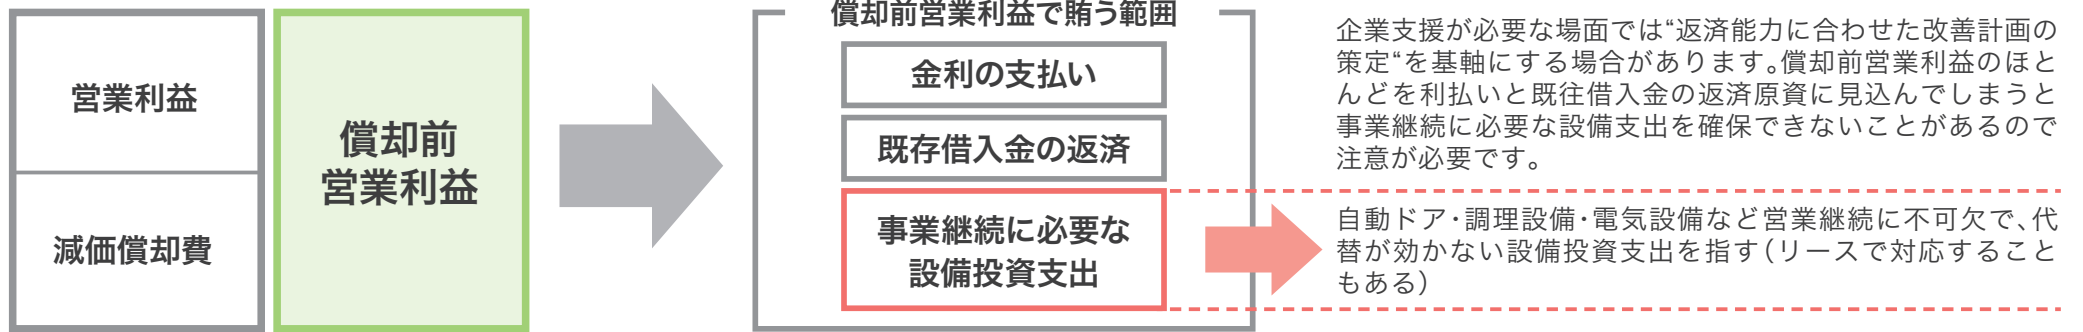 営業利益
減価償却費
償却前
営業利益
償却前営業利益で賄う範囲
金利の支払い
既存借入金の返済
事業継続に必要な
設備投資支出
企業支援が必要な場面では“返済能力に合わせた改善計画の
策定“を基軸にする場合があります。償却前営業利益のほと
んどを利払いと既往借入金の返済原資に見込んでしまうと
事業継続に必要な設備支出を確保できないことがあるので
注意が必要です。
自動ドア・調理設備・電気設備など営業継続に不可欠で、代
替が効かない設備投資支出を指す（リースで対応すること
もある）